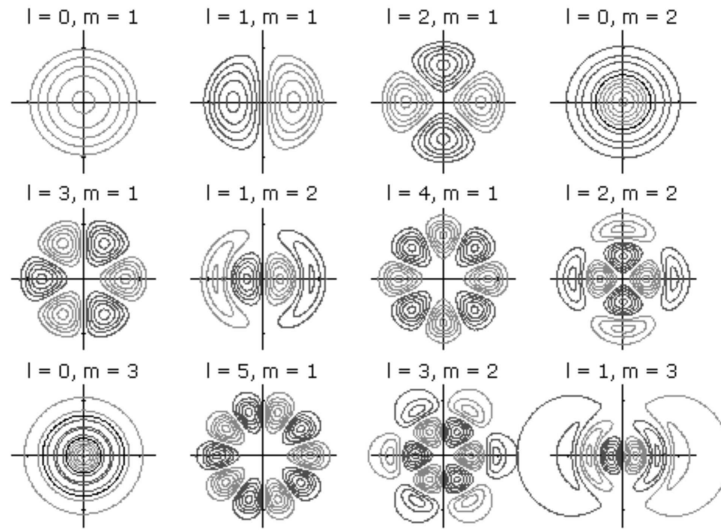 l = 0, m = 1
l = 1, m = 1
l = 2, m = 1
l = 0, m = 2
l = 3, m = 1
l = 1, m = 2
l = 4, m = 1
l = 2, m = 2
l = 0, m = 3
l = 5, m = 1
l = 3, m = 2
l = 1, m = 3